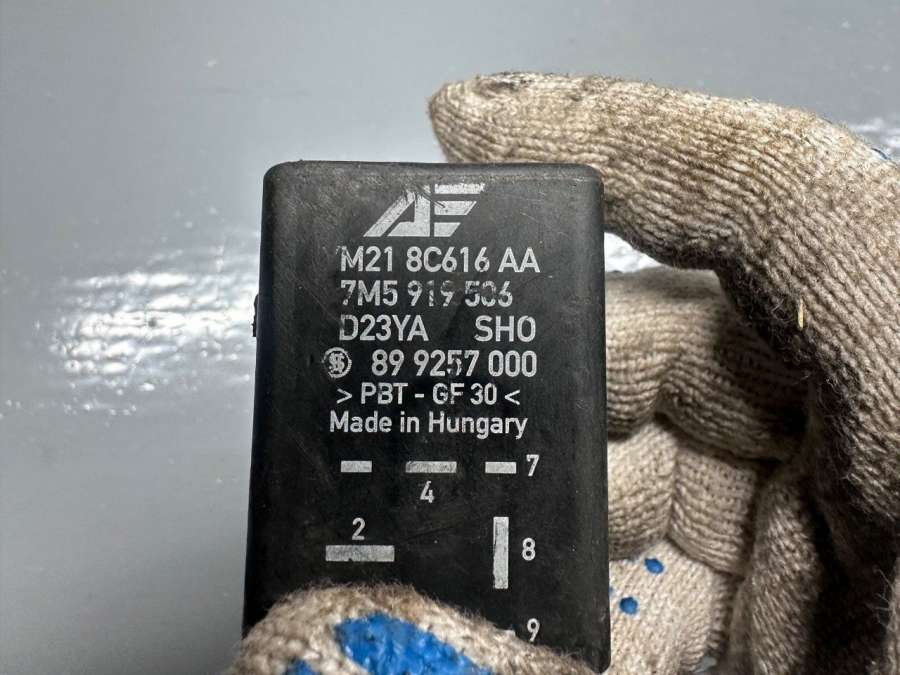 AF
M21 8C616 AA
7M5 919 506
D23YA SHO
89 9257 000
> PBT - GF 30 <
Made in Hungary
7
4
2
8
9